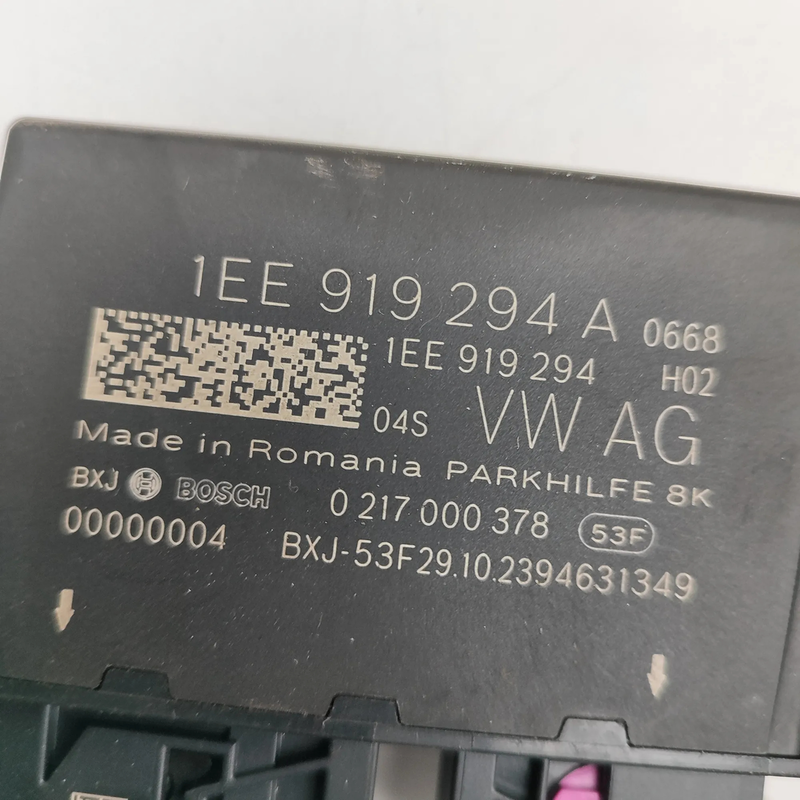 1EE 919 294 A 0668
1EE 919 294 H02
04S VW AG
Made in Romania PARKHILFE 8K
BXJ BOSCH 0 217 000 378 53F
00000004 BXJ-53F29.10.2394631349